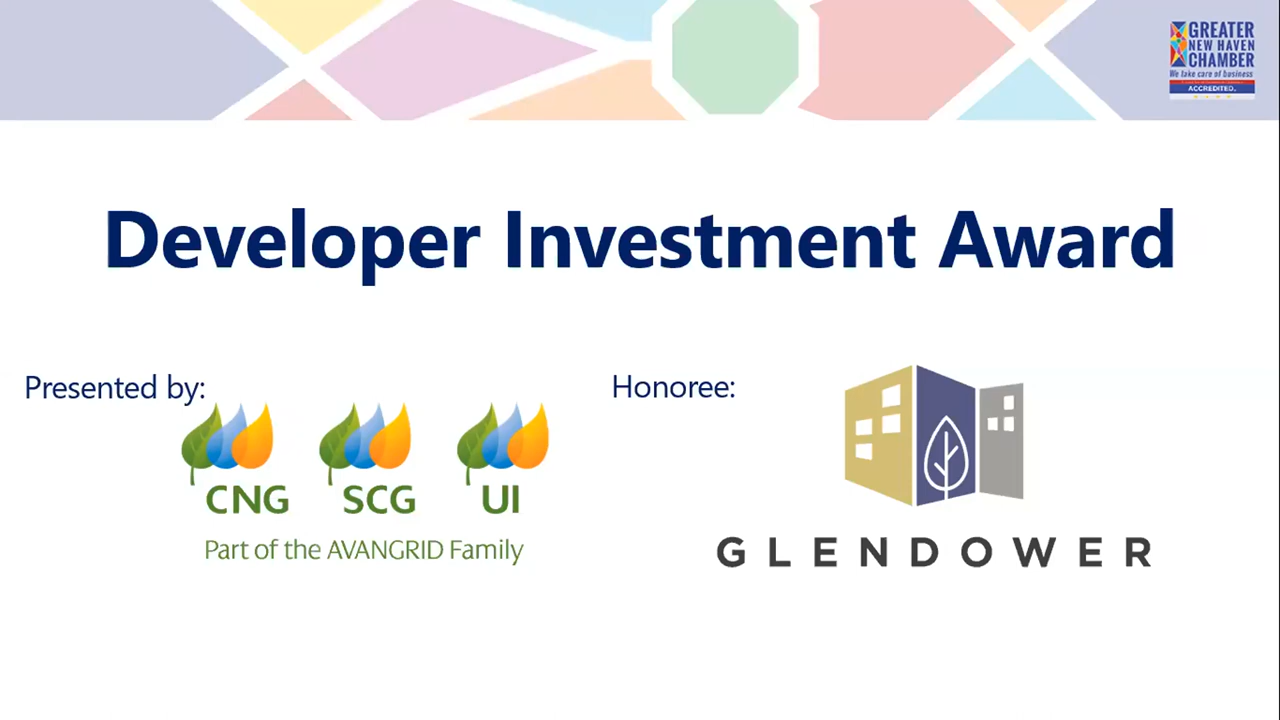 GREATER
NEW HAVEN
CHAMBER
We take care of business
ACCREDITED.
Developer Investment Award
Presented by:
Honoree:
CNG SCG UI
Part of the AVANGRID Family
GLENDOWER